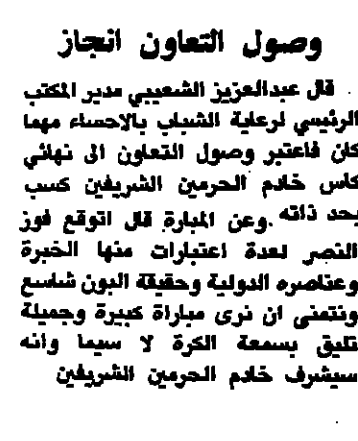 وصول التعاون انجاز
قال عبدالعزيز الشعيبي مدير المكتب
الرئيسي لرعاية الشباب بالاحساء مهما
كان فاعتبر وصول التعاون الى نهائي
كاس خادم الحرمين الشريفين كسب
بحد ذاته .وعن المباراة قال اتوقع فوز
النصر لعدة اعتبارات منها الخبرة
وعناصره الدولية وحقيقة البون شاسع
ونتمنى ان نرى مباراة كبيرة وجميلة
تليق بسمعة الكرة لا سيما وانه
سيشرف خادم الحرمين الشريفين